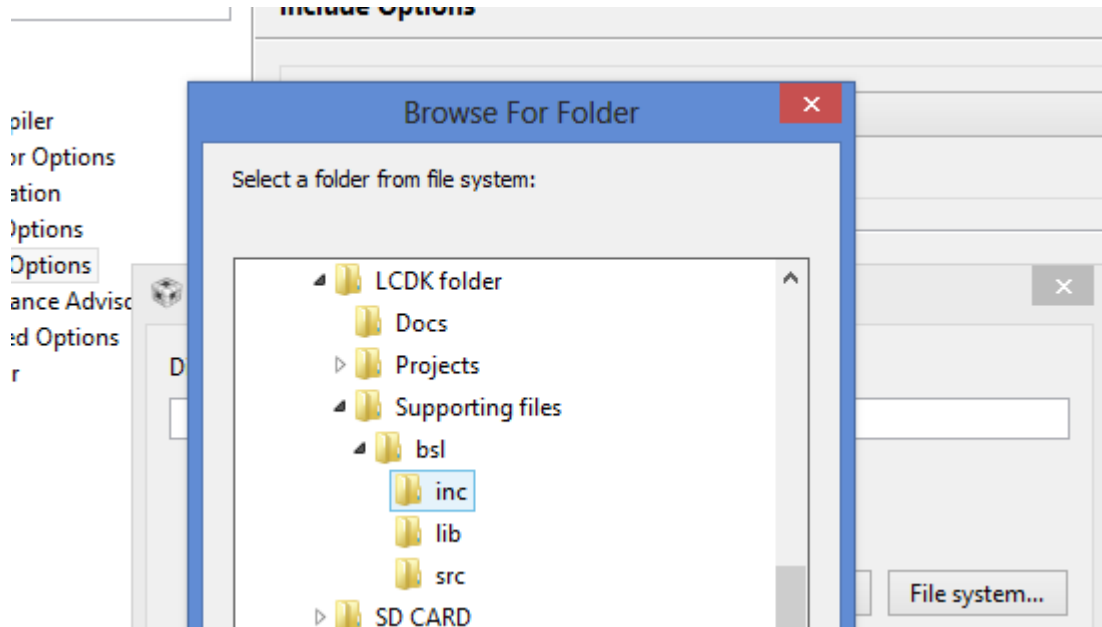 Include Options
Browse For Folder
Select a folder from file system:
piler
or Options
ation
Options
Options
ance Adviso
ed Options
r
D
LCDK folder
Docs
Projects
Supporting files
bsl
inc
lib
src
SD CARD
File system...